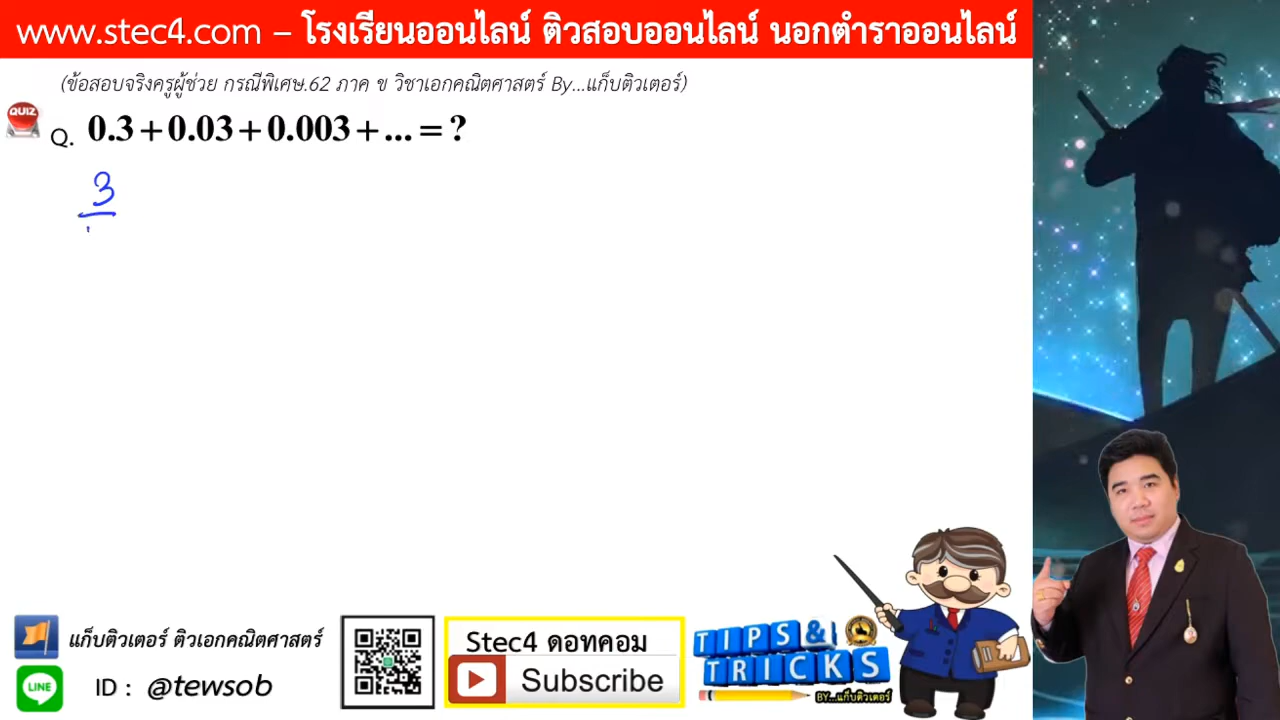 www.stec4.com – โรงเรียนออนไลน์ ติวสอบออนไลน์ นอกตำราออนไลน์
(ข้อสอบจริงครูผู้ช่วย กรณีพิเศษ.62 ภาค ข วิชาเอกคณิตศาสตร์ By...แก็บติวเตอร์)
QUIZ
Q. 0.3 + 0.03 + 0.003 + ... = ?
3
แก็บติวเตอร์ ติวเอกคณิตศาสตร์
LINE
ID : @tewsob
Stec4 ดอทคอม
Subscribe
TIPS &
TRICKS
BY...แก็บติวเตอร์